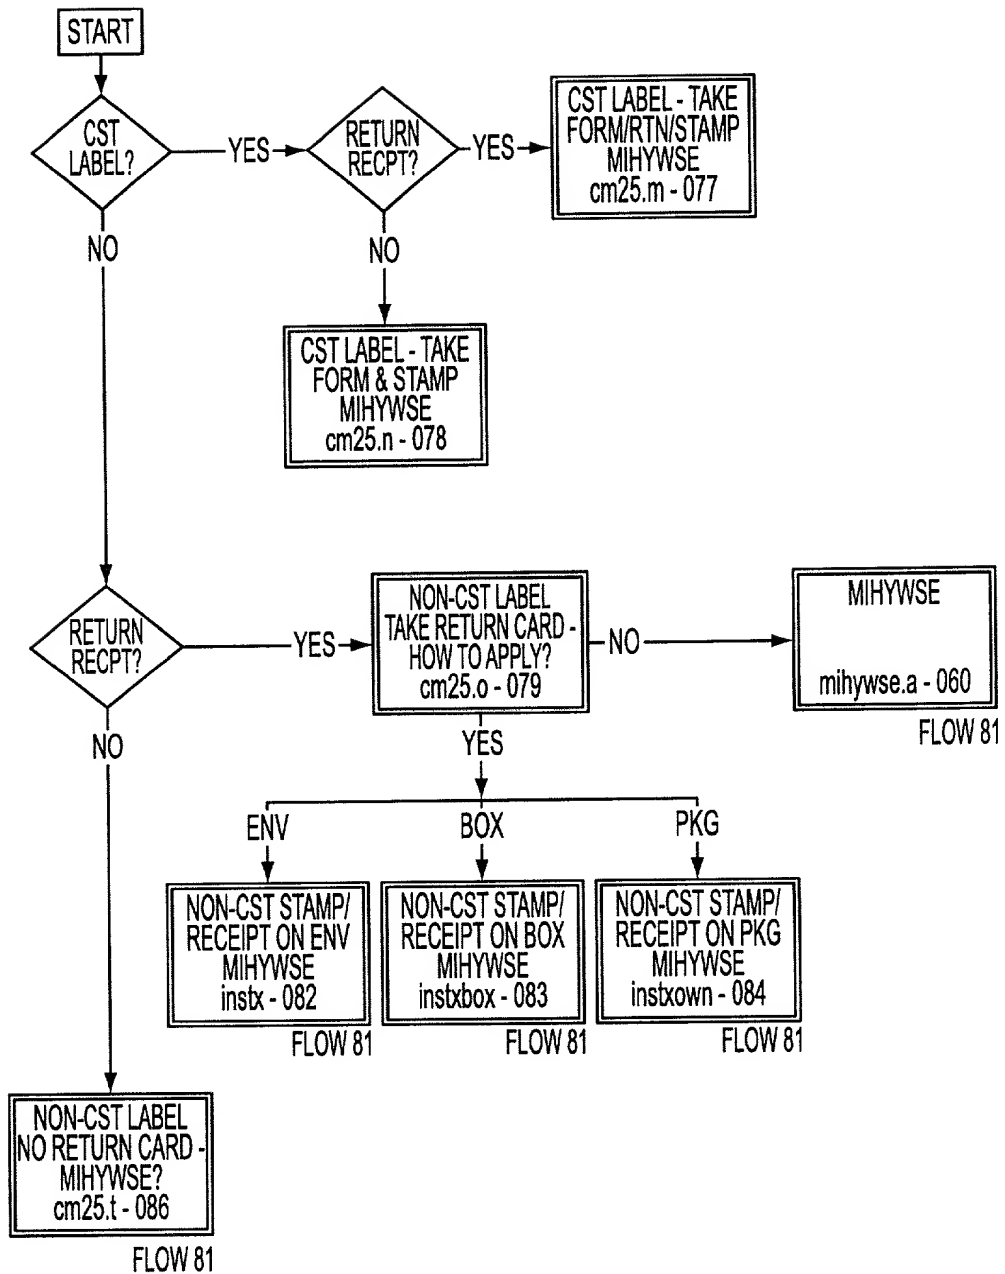 START
CST
LABEL?
YES
RETURN
RECPT?
YES
CST LABEL - TAKE
FORM/RTN/STAMP
MIHYWSE
cm25.m - 077
NO
NO
CST LABEL - TAKE
FORM & STAMP
MIHYWSE
cm25.n - 078
RETURN
RECPT?
YES
NON-CST LABEL
TAKE RETURN CARD -
HOW TO APPLY?
cm25.o - 079
NO
MIHYWSE
mihywse.a - 060
FLOW 81
NO
YES
ENV
BOX
PKG
NON-CST STAMP/
RECEIPT ON ENV
MIHYWSE
instx - 082
FLOW 81
NON-CST STAMP/
RECEIPT ON BOX
MIHYWSE
instxbox - 083
FLOW 81
NON-CST STAMP/
RECEIPT ON PKG
MIHYWSE
instxown - 084
FLOW 81
NON-CST LABEL
NO RETURN CARD -
MIHYWSE?
cm25.t - 086
FLOW 81